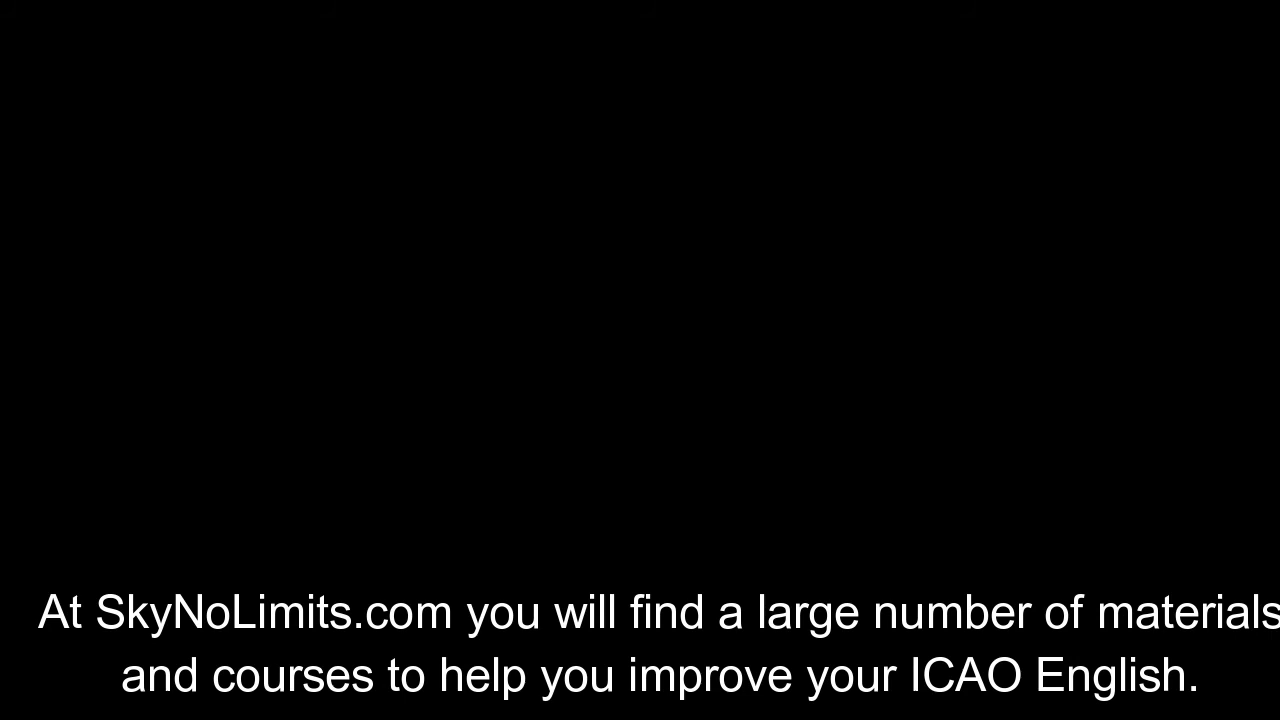 At SkyNoLimits.com you will find a large number of materials
and courses to help you improve your ICAO English.